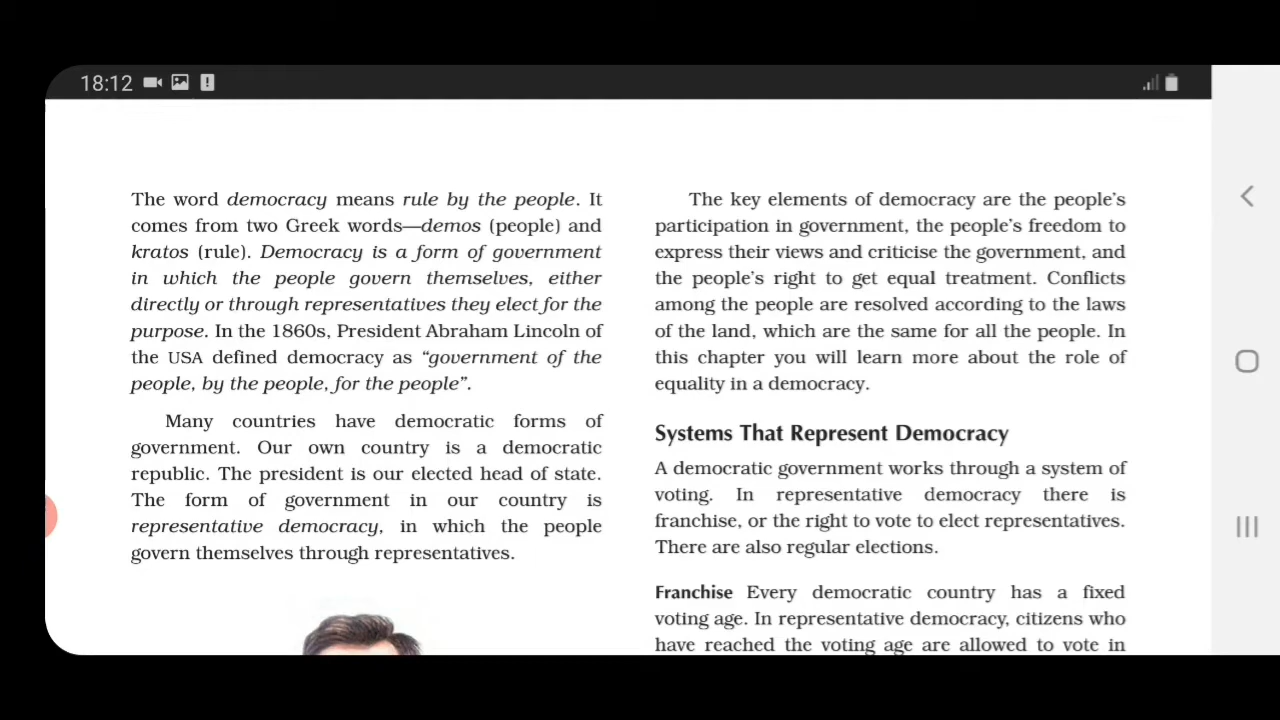 18:12
The word democracy means rule by the people. It
comes from two Greek words—demos (people) and
kratos (rule). Democracy is a form of government
in which the people govern themselves, either
directly or through representatives they elect for the
purpose. In the 1860s, President Abraham Lincoln of
the USA defined democracy as “government of the
people, by the people, for the people”.
Many countries have democratic forms of
government. Our own country is a democratic
republic. The president is our elected head of state.
The form of government in our country is
representative democracy, in which the people
govern themselves through representatives.
The key elements of democracy are the people’s
participation in government, the people’s freedom to
express their views and criticise the government, and
the people’s right to get equal treatment. Conflicts
among the people are resolved according to the laws
of the land, which are the same for all the people. In
this chapter you will learn more about the role of
equality in a democracy.
Systems That Represent Democracy
A democratic government works through a system of
voting. In representative democracy there is
franchise, or the right to vote to elect representatives.
There are also regular elections.
Franchise Every democratic country has a fixed
voting age. In representative democracy, citizens who
have reached the voting age are allowed to vote in